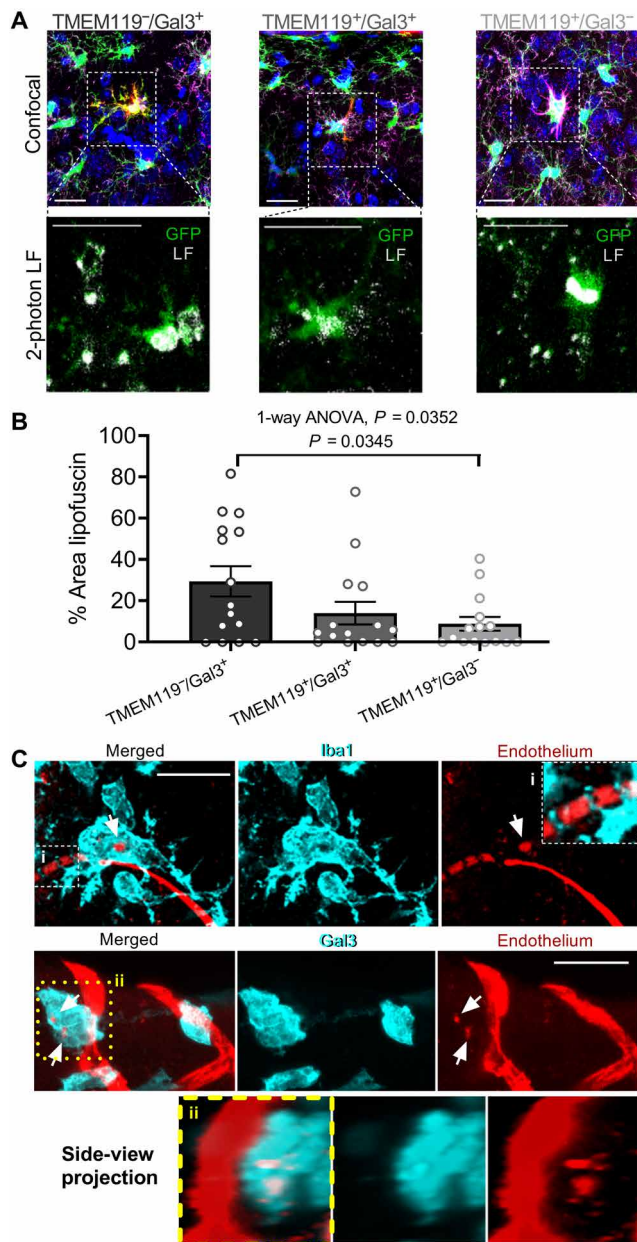 A
TMEM119⁻/Gal3⁺ TMEM119⁺/Gal3⁺ TMEM119⁺/Gal3⁻
Confocal
2-photon LF
GFP
LF
GFP
LF
GFP
LF
B
1-way ANOVA, P = 0.0352
P = 0.0345
% Area lipofuscin
100
80
60
40
20
0
TMEM119⁻/Gal3⁺
TMEM119⁺/Gal3⁺
TMEM119⁺/Gal3⁻
C
Merged Iba1 Endothelium
i
i
Merged Gal3 Endothelium
ii
ii
Side-view
projection